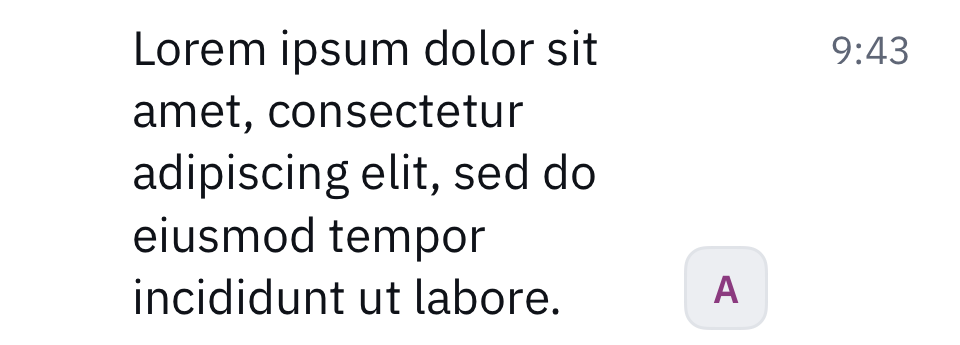 Lorem ipsum dolor sit
9:43
amet, consectetur
adipiscing elit, sed do
eiusmod tempor
incididunt ut labore.
A